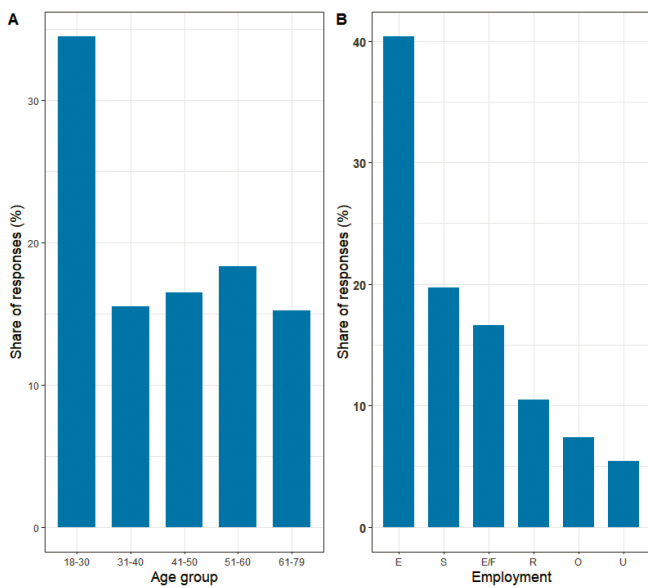 A
Share of responses (%)
30
20
10
0
18-30 31-40 41-50 51-60 61-79
Age group
B
Share of responses (%)
40
30
20
10
0
E S E/F R O U
Employment